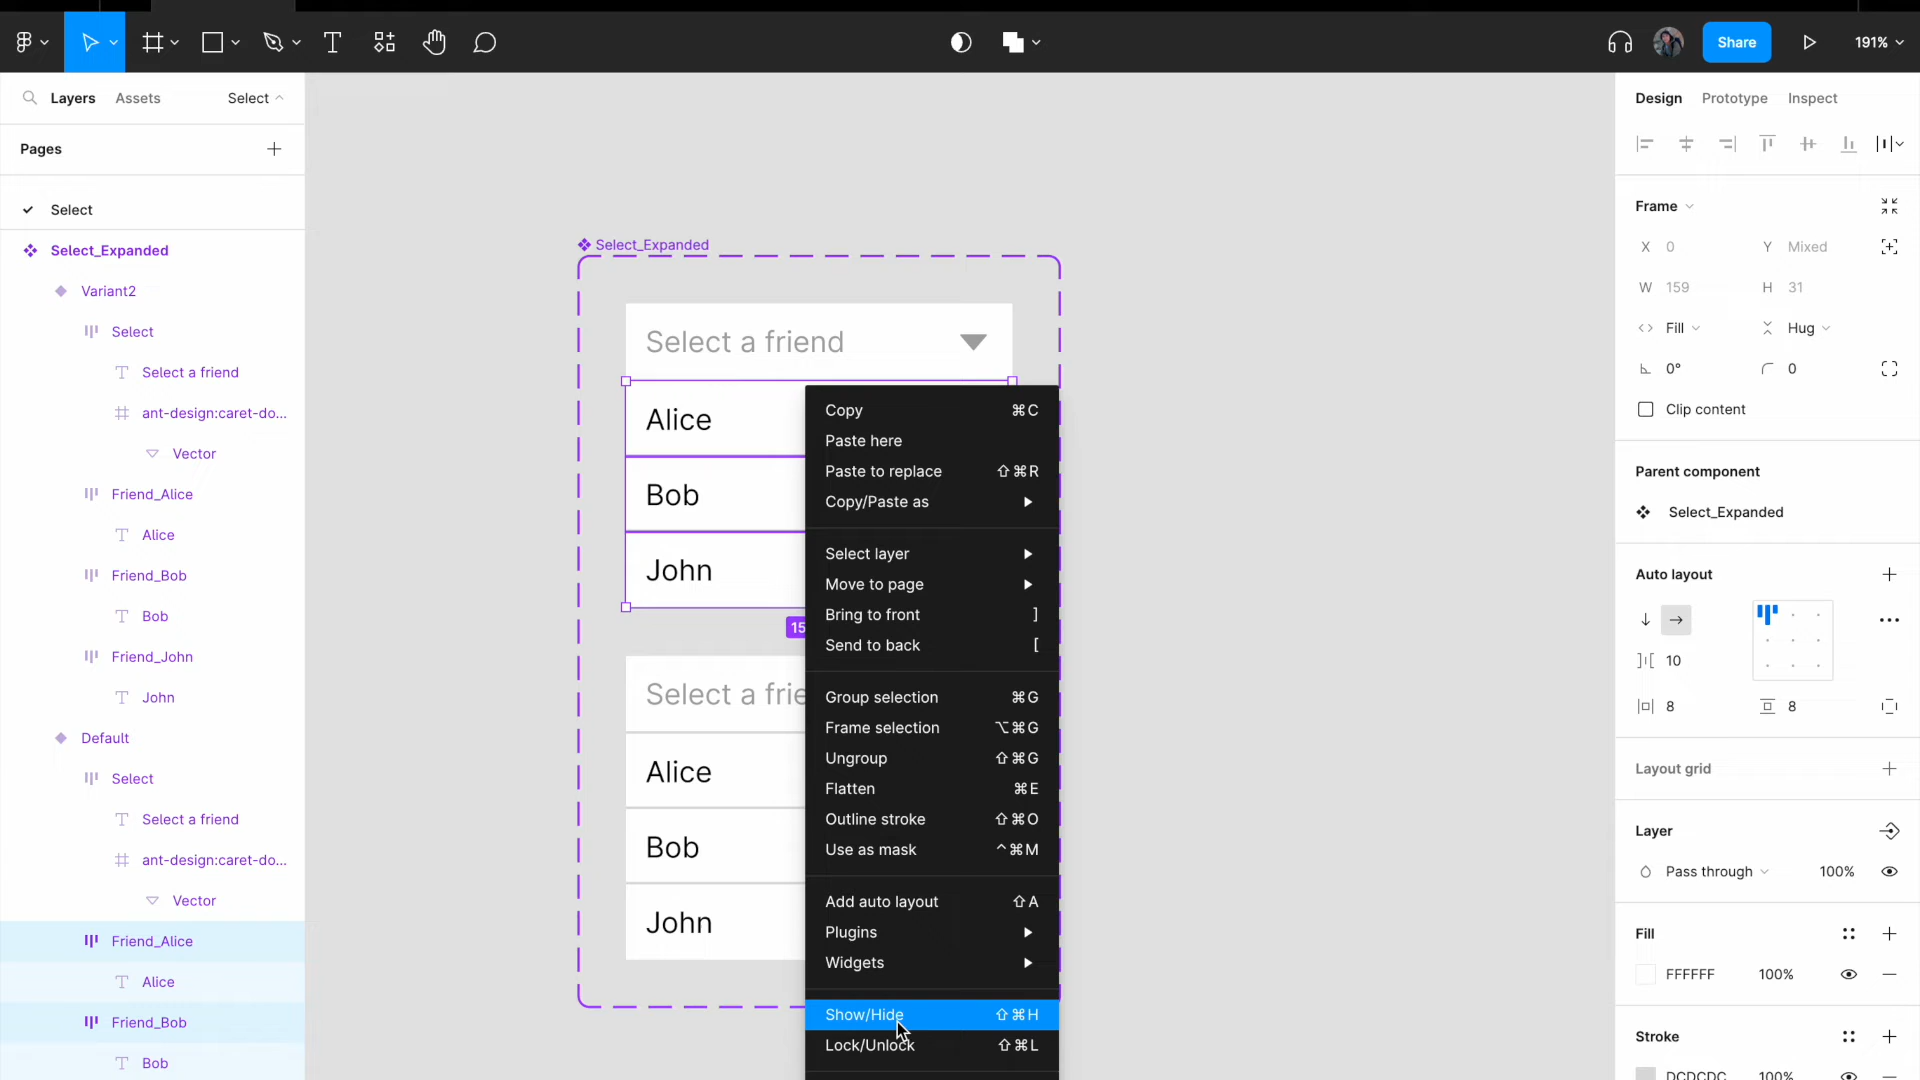 Share
191%
Layers
Assets
Select
Pages
Select
Select_Expanded
Variant2
Select
Select a friend
ant-design:caret-do...
Vector
Friend_Alice
Alice
Friend_Bob
Bob
Friend_John
John
Default
Select
Select a friend
ant-design:caret-do...
Vector
Friend_Alice
Alice
Friend_Bob
Bob
Select_Expanded
Select a friend
Alice
Bob
John
15
Select a frie
Alice
Bob
John
Copy ⌘C
Paste here
Paste to replace ⇧⌘R
Copy/Paste as
Select layer
Move to page
Bring to front ]
Send to back [
Group selection ⌘G
Frame selection ⌥⌘G
Ungroup ⇧⌘G
Flatten ⌘E
Outline stroke ⇧⌘O
Use as mask ^⌘M
Add auto layout ⇧A
Plugins
Widgets
Show/Hide ⇧⌘H
Lock/Unlock ⇧⌘L
Design Prototype Inspect
Frame
X 0 Y Mixed
W 159 H 31
Fill Hug
0° 0
Clip content
Parent component
Select_Expanded
Auto layout
10
8 8
Layout grid
Layer
Pass through 100%
Fill
FFFFFF 100%
Stroke
DCDCDC 100%